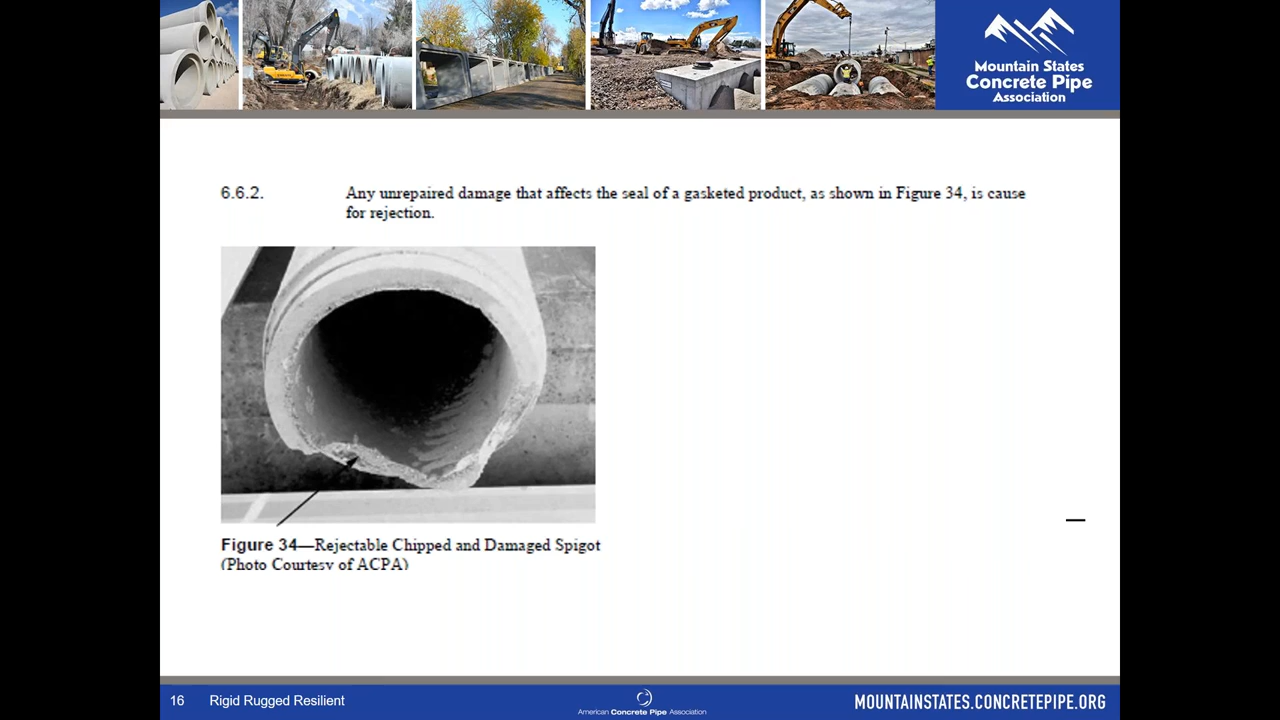 Mountain States
Concrete Pipe
Association
6.6.2. Any unrepaired damage that affects the seal of a gasketed product, as shown in Figure 34, is cause
for rejection.
Figure 34—Rejectable Chipped and Damaged Spigot
(Photo Courtesy of ACPA)
16 Rigid Rugged Resilient
American Concrete Pipe Association
MOUNTAINSTATES.CONCRETEPIPE.ORG